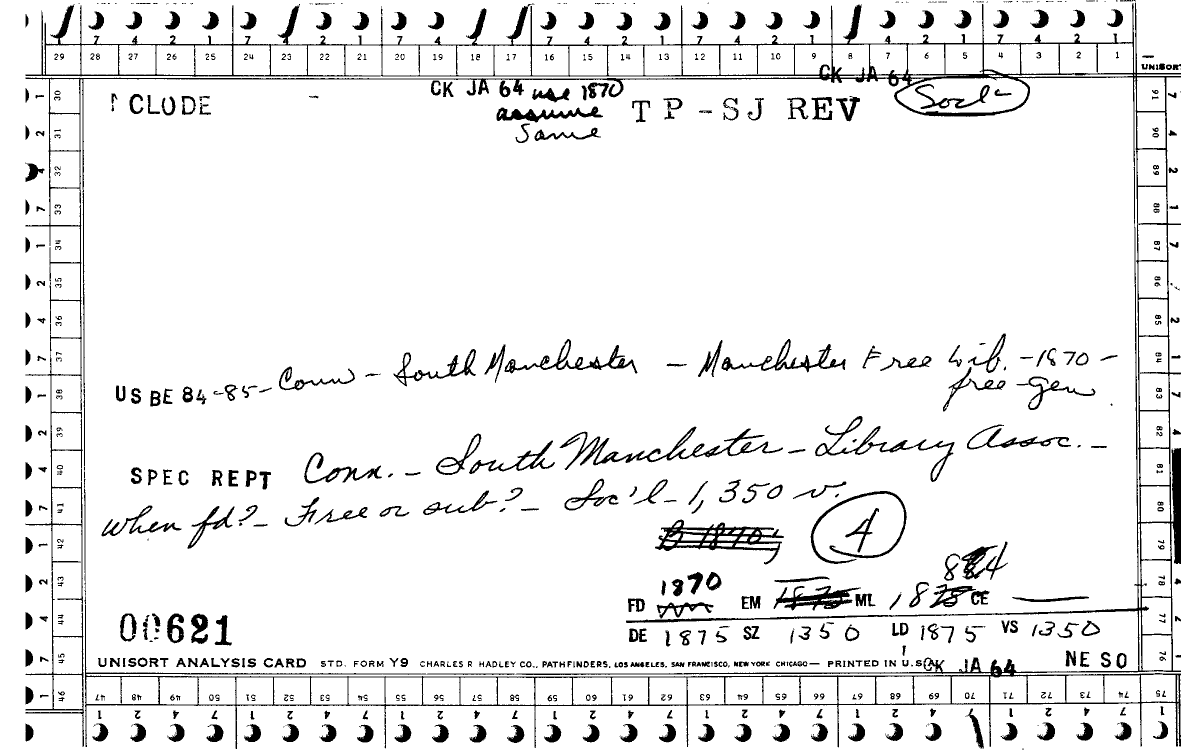 7 4 2 1 7 4 2 1 7 4 2 1 7 4 2 1 7 4 2 1 7 4 2 1 7 4 2 1
29 28 27 26 25 24 23 22 21 20 19 18 17 16 15 14 13 12 11 10 9 8 7 6 5 4 3 2 1
UNISORT
CK JA 64 use 1870
CK JA 64
CLODE
assume
TP-SJ REV
Soc'l
Same
US BE 84-85 - Conn - South Manchester - Manchester Free Lib. - 1870 -
free-gen
SPEC REPT Conn. - South Manchester - Library Assoc. -
When fd? - Free or sub? - Soc'l - 1,350 v.
B 1870,
4
1870
FD EM ML CE
DE 1875 SZ 1350 LD 1875 VS 1350
00621
UNISORT ANALYSIS CARD STD. FORM Y9 CHARLES R HADLEY CO., PATHFINDERS, LOS ANGELES, SAN FRANCISCO, NEW YORK CHICAGO — PRINTED IN U.S.
CK JA 64
NE SO
30 31 32 33 34 35 36 37 38 39 40 41 42 43 44 45 46
91 90 89 88 87 86 85 84 83 82 81 80 79 78 77 76 75
47 48 49 50 51 52 53 54 55 56 57 58 59 60 61 62 63 64 65 66 67 68 69 70 71 72 73 74 75
1 2 4 7 1 2 4 7 1 2 4 7 1 2 4 7 1 2 4 7 1 2 4 7 1 2 4 7 1